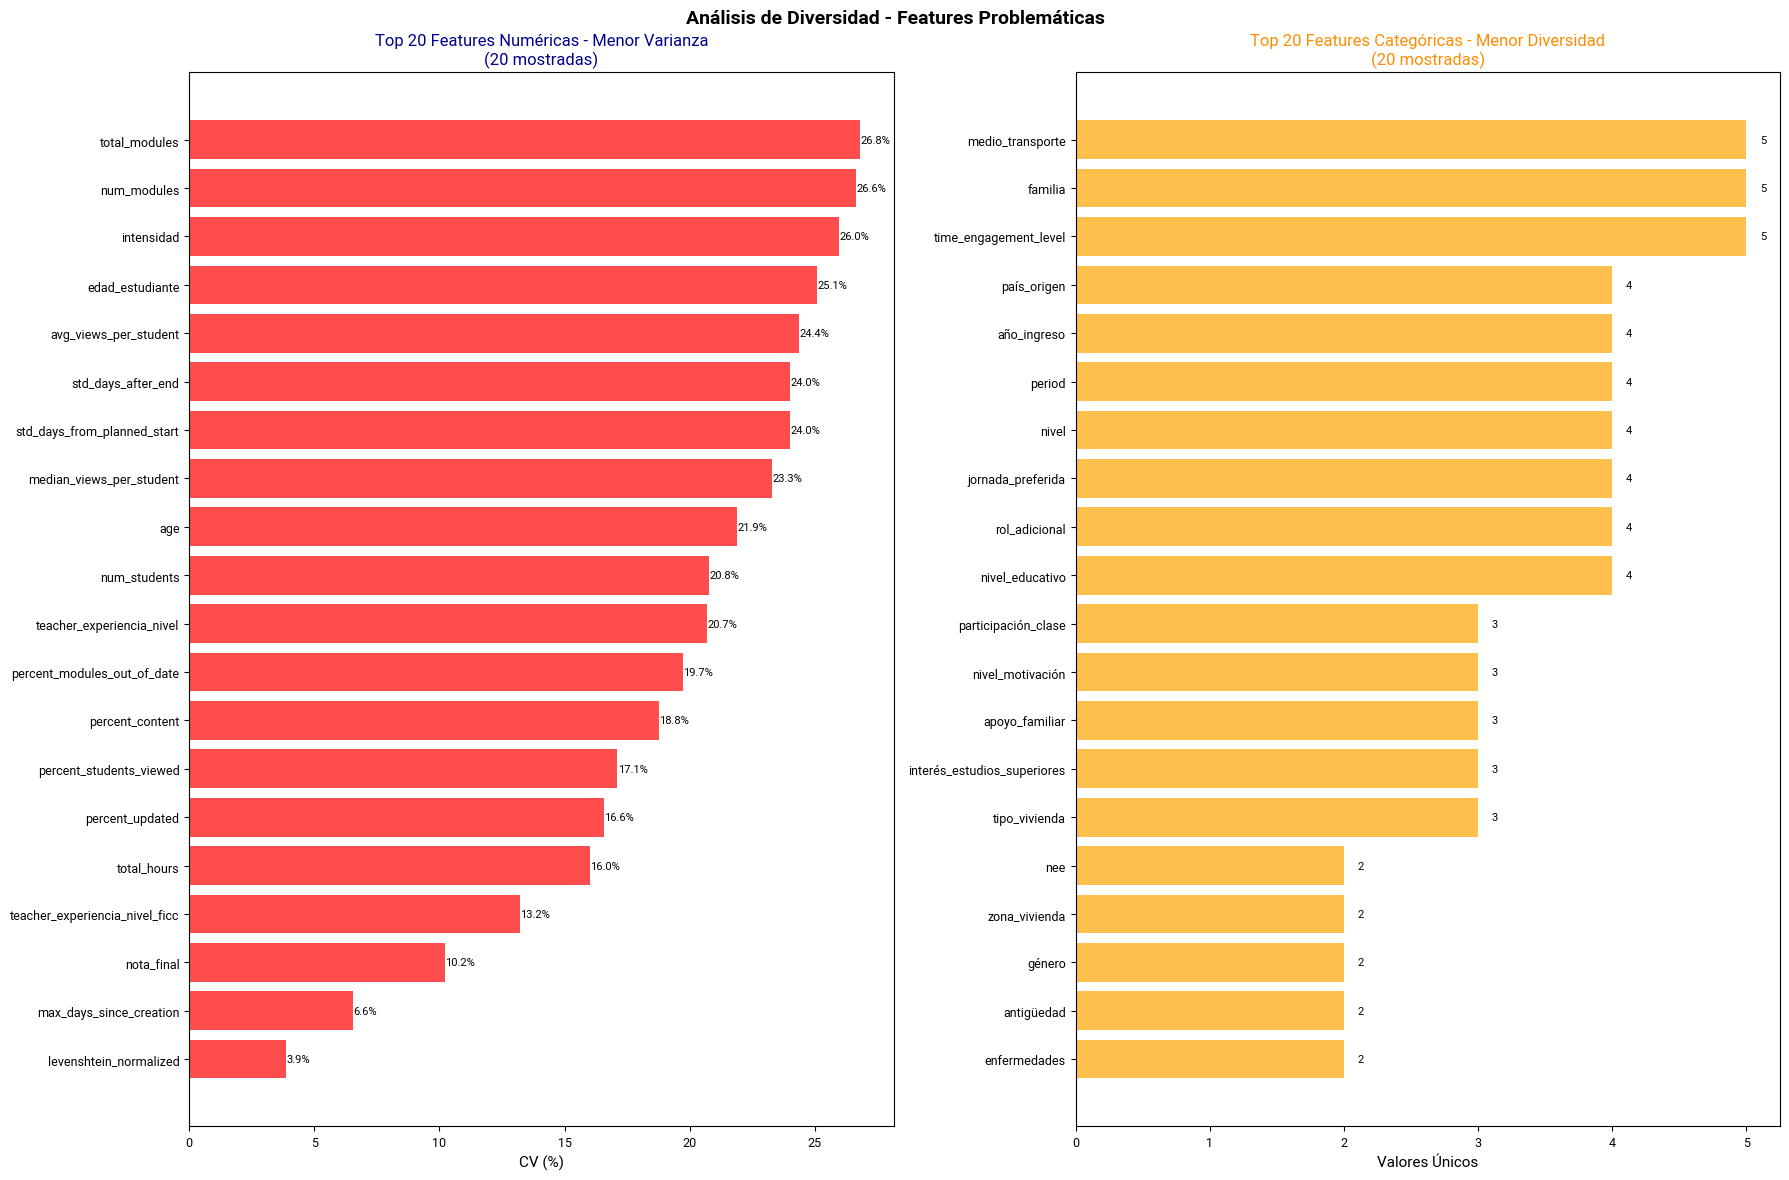 Análisis de Diversidad - Features Problemáticas
Top 20 Features Numéricas - Menor Varianza
(20 mostradas)
total_modules 26.8%
num_modules 26.6%
intensidad 26.0%
edad_estudiante 25.1%
avg_views_per_student 24.4%
std_days_after_end 24.0%
std_days_from_planned_start 24.0%
median_views_per_student 23.3%
age 21.9%
num_students 20.8%
teacher_experiencia_nivel 20.7%
percent_modules_out_of_date 19.7%
percent_content 18.8%
percent_students_viewed 17.1%
percent_updated 16.6%
total_hours 16.0%
teacher_experiencia_nivel_ficc 13.2%
nota_final 10.2%
max_days_since_creation 6.6%
levenshtein_normalized 3.9%
0 5 10 15 20 25
CV (%)
Top 20 Features Categóricas - Menor Diversidad
(20 mostradas)
medio_transporte 5
familia 5
time_engagement_level 5
país_origen 4
año_ingreso 4
period 4
nivel 4
jornada_preferida 4
rol_adicional 4
nivel_educativo 4
participación_clase 3
nivel_motivación 3
apoyo_familiar 3
interés_estudios_superiores 3
tipo_vivienda 3
nee 2
zona_vivienda 2
género 2
antigüedad 2
enfermedades 2
0 1 2 3 4 5
Valores Únicos